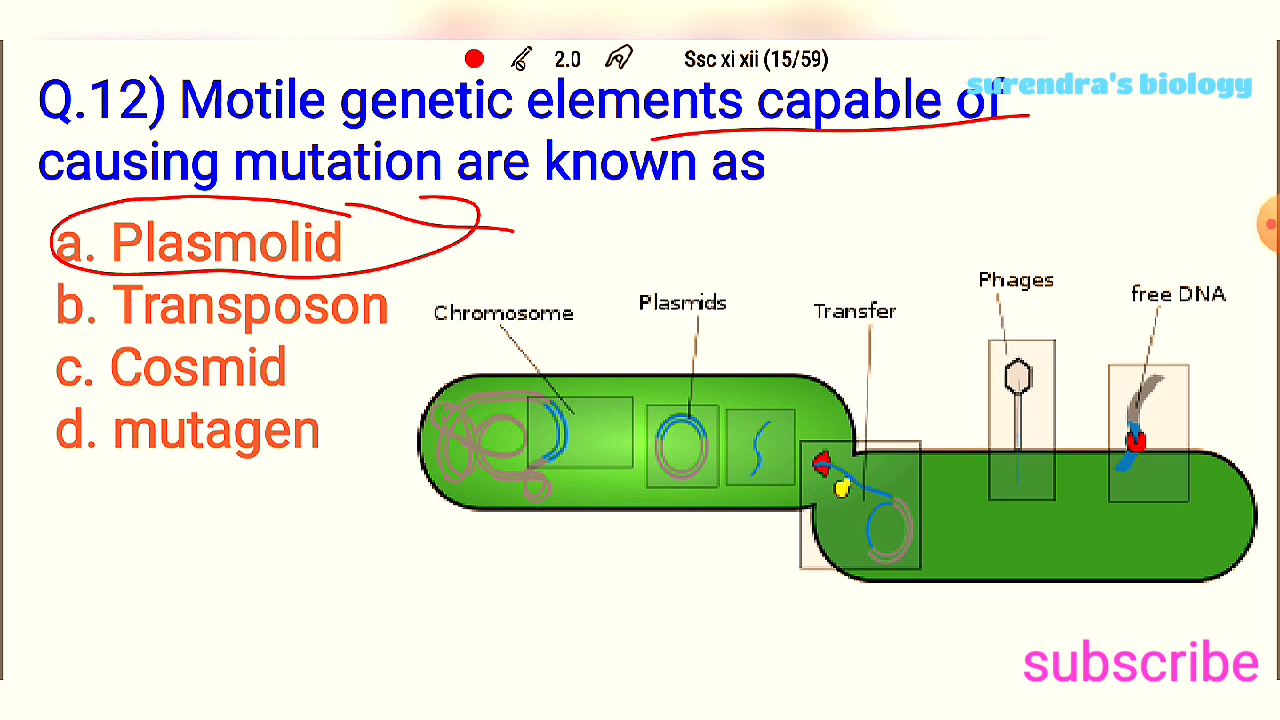 2.0 Ssc xi xii (15/59)
surendra's biology
Q.12) Motile genetic elements capable of
causing mutation are known as
a. Plasmolid
b. Transposon
c. Cosmid
d. mutagen
Chromosome Plasmids Transfer Phages free DNA
subscribe